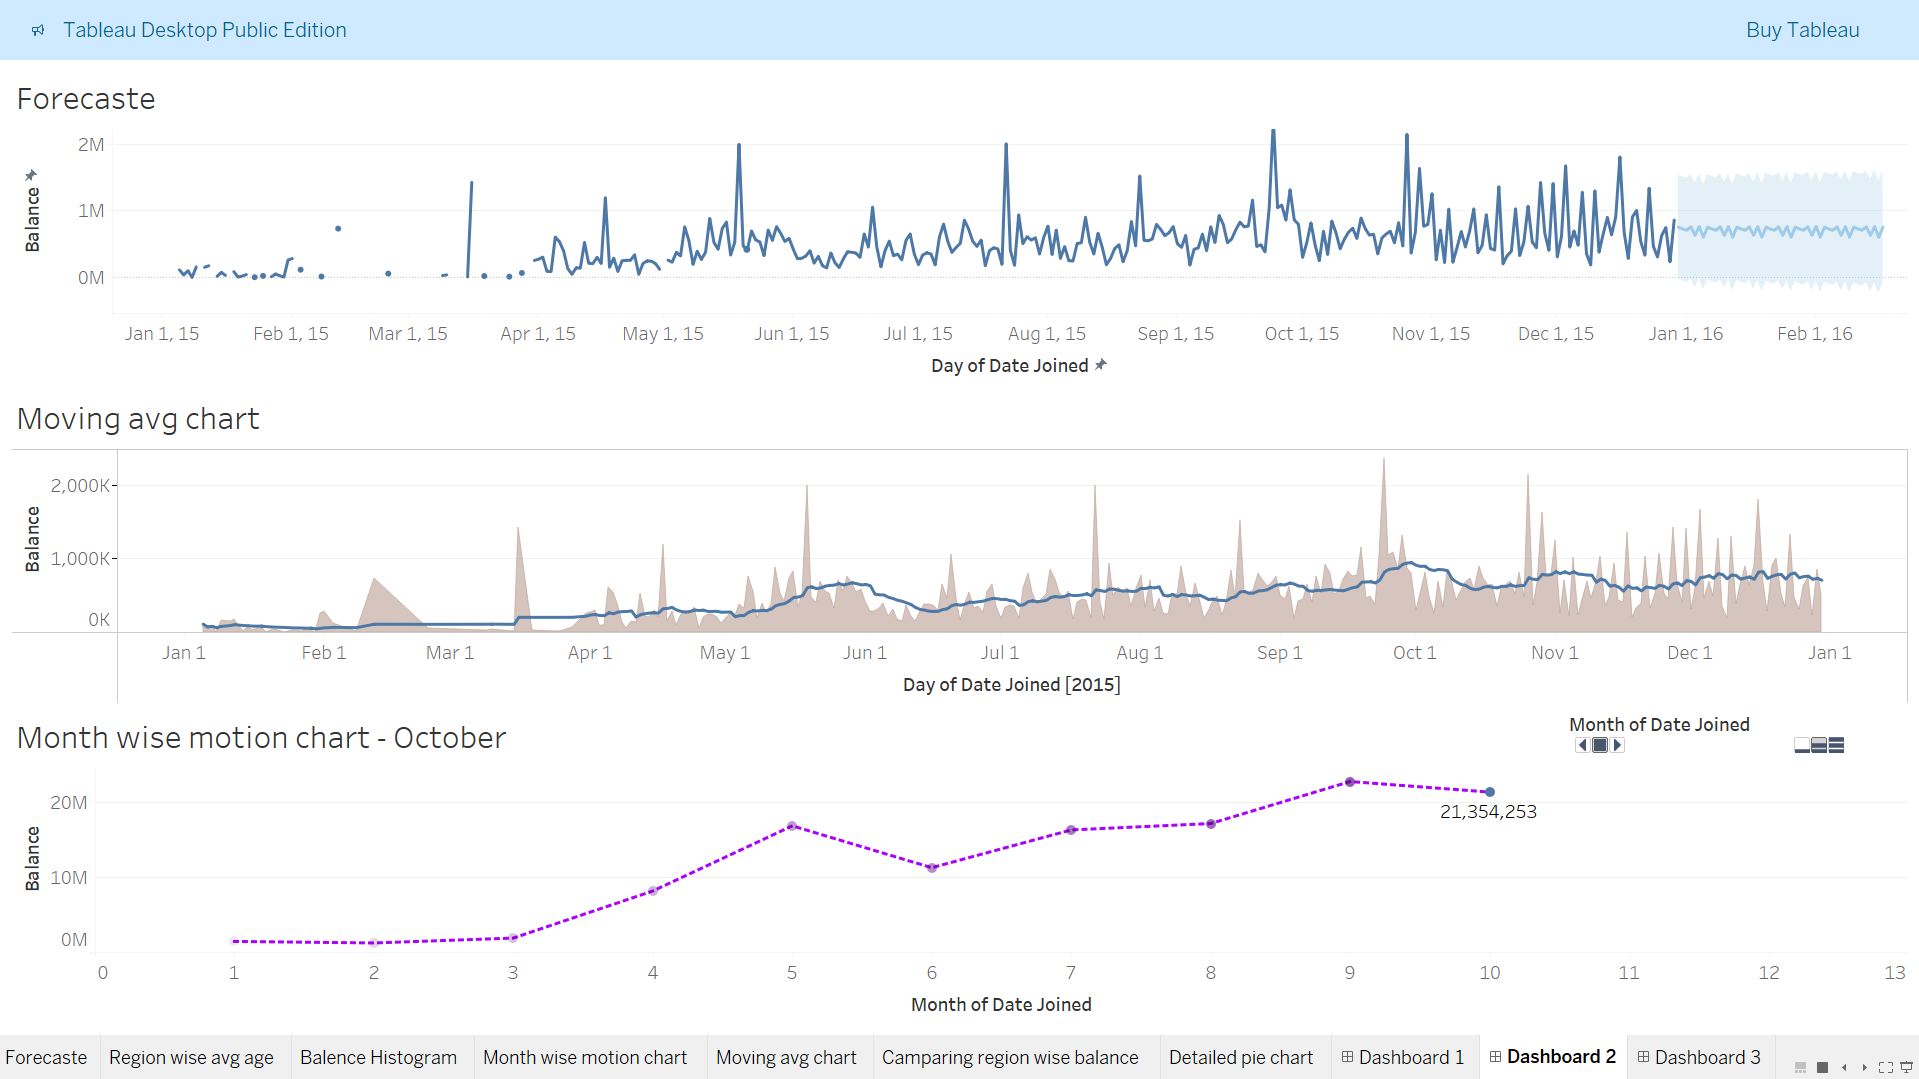 Tableau Desktop Public Edition
Buy Tableau
Forecaste
2M
1M
0M
Balance
Jan 1, 15 Feb 1, 15 Mar 1, 15 Apr 1, 15 May 1, 15 Jun 1, 15 Jul 1, 15 Aug 1, 15 Sep 1, 15 Oct 1, 15 Nov 1, 15 Dec 1, 15 Jan 1, 16 Feb 1, 16
Day of Date Joined
Moving avg chart
2,000K
1,000K
0K
Balance
Jan 1 Feb 1 Mar 1 Apr 1 May 1 Jun 1 Jul 1 Aug 1 Sep 1 Oct 1 Nov 1 Dec 1 Jan 1
Day of Date Joined [2015]
Month wise motion chart - October
Month of Date Joined
20M
10M
0M
Balance
21,354,253
0 1 2 3 4 5 6 7 8 9 10 11 12 13
Month of Date Joined
Forecaste Region wise avg age Balence Histogram Month wise motion chart Moving avg chart Camparing region wise balance Detailed pie chart Dashboard 1 Dashboard 2 Dashboard 3